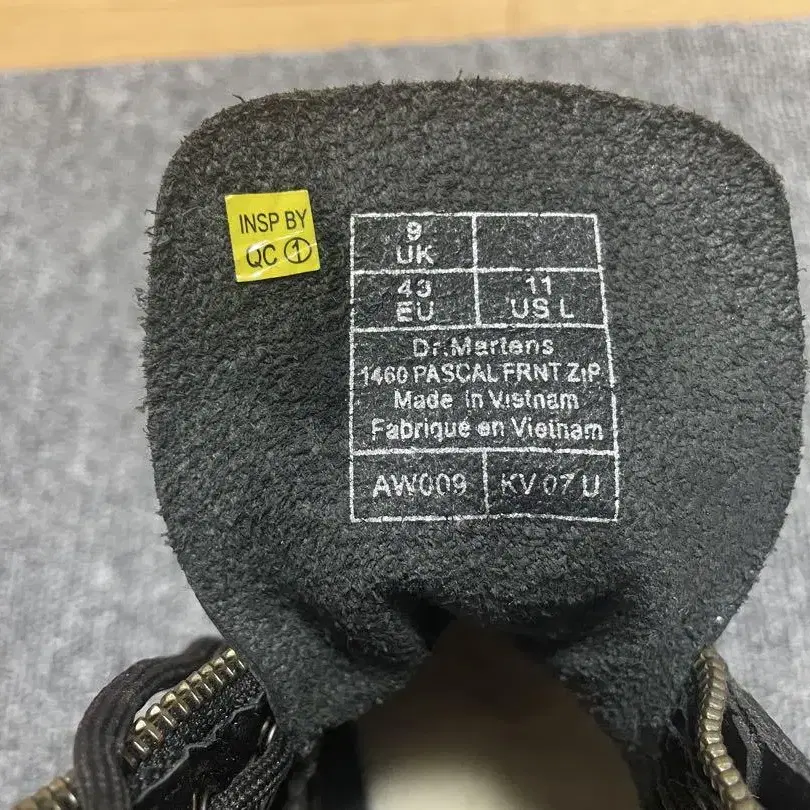 INSP BY
QC ①
9
UK
43
EU
11
US L
Dr.Martens
1460 PASCAL FRNT ZIP
Made in Vietnam
Fabriqué en Vietnam
AW009
KV 07 U